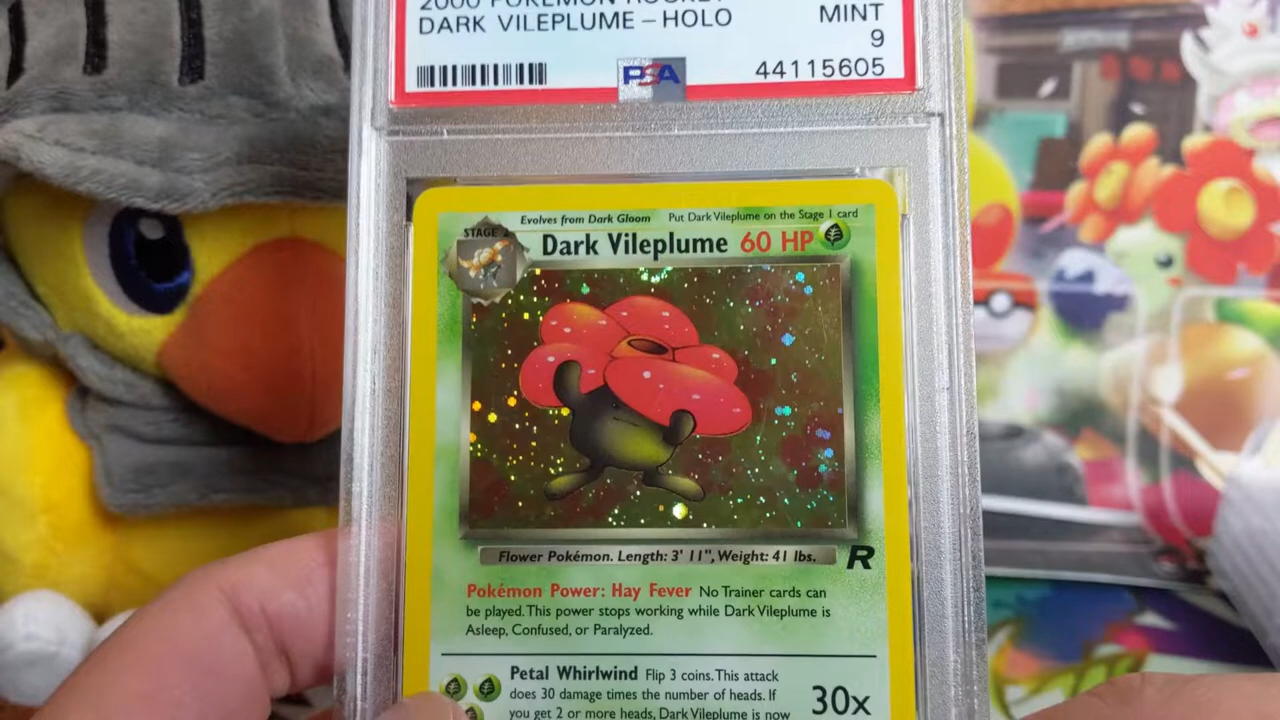 2000 POKEMON ROCKET
DARK VILEPLUME – HOLO
MINT
9
PSA
44115605
Evolves from Dark Gloom
Put Dark Vileplume on the Stage 1 card
STAGE 2
Dark Vileplume 60 HP
Flower Pokémon. Length: 3' 11", Weight: 41 lbs.
R
Pokémon Power: Hay Fever No Trainer cards can
be played. This power stops working while Dark Vileplume is
Asleep, Confused, or Paralyzed.
Petal Whirlwind Flip 3 coins. This attack
does 30 damage times the number of heads. If
you get 2 or more heads, Dark Vileplume is now
30x